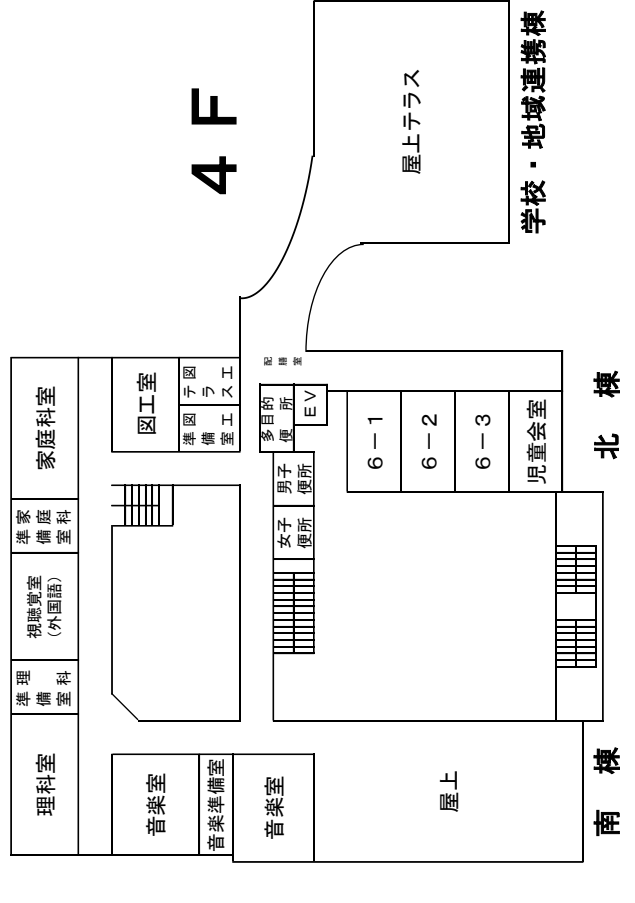 4F
理科室
理科
準備室
視聴覚室
（外国語）
家庭科
準備室
家庭科室
音楽室
音楽準備室
音楽室
図工室
図工
準備室
図工
テラス
女子
便所
男子
便所
多目的
便所
EV
配膳室
6－1
6－2
6－3
児童会室
屋上
屋上テラス
南棟
北棟
学校・地域連携棟